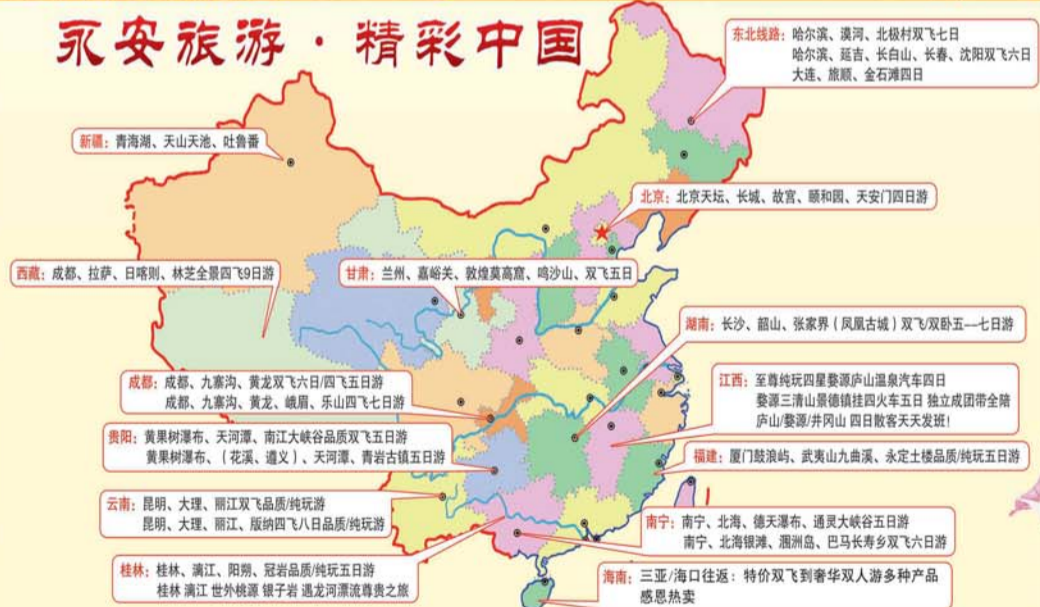 永安旅游·精彩中国
东北线路：哈尔滨、漠河、北极村双飞七日
哈尔滨、延吉、长白山、长春、沈阳双飞六日
大连、旅顺、金石滩四日
新疆：青海湖、天山天池、吐鲁番
北京：北京天坛、长城、故宫、颐和园、天安门四日游
西藏：成都、拉萨、日喀则、林芝全景四飞9日游
甘肃：兰州、嘉峪关、敦煌莫高窟、鸣沙山、双飞五日
湖南：长沙、韶山、张家界（凤凰古城）双飞/双卧五一七日游
成都：成都、九寨沟、黄龙双飞六日/四飞五日游
成都、九寨沟、黄龙、峨眉、乐山四飞七日游
江西：至尊纯玩四星婺源庐山温泉汽车四日
婺源三清山景德镇挂四火车五日 独立成团带全陪
庐山/婺源/井冈山 四日散客天天发班！
贵阳：黄果树瀑布、天河潭、南江大峡谷品质双飞五日游
黄果树瀑布、（花溪、遵义）、天河潭、青岩古镇五日游
福建：厦门鼓浪屿、武夷山九曲溪、永定土楼品质/纯玩五日游
云南：昆明、大理、丽江双飞品质/纯玩游
昆明、大理、丽江、版纳四飞八日品质/纯玩游
南宁：南宁、北海、德天瀑布、通灵大峡谷五日游
南宁、北海银滩、涠洲岛、巴马长寿乡双飞六日游
桂林：桂林、漓江、阳朔、冠岩品质/纯玩五日游
桂林 漓江 世外桃源 银子岩 遇龙河漂流尊贵之旅
海南：三亚/海口往返：特价双飞到奢华双人游多种产品
感恩热卖